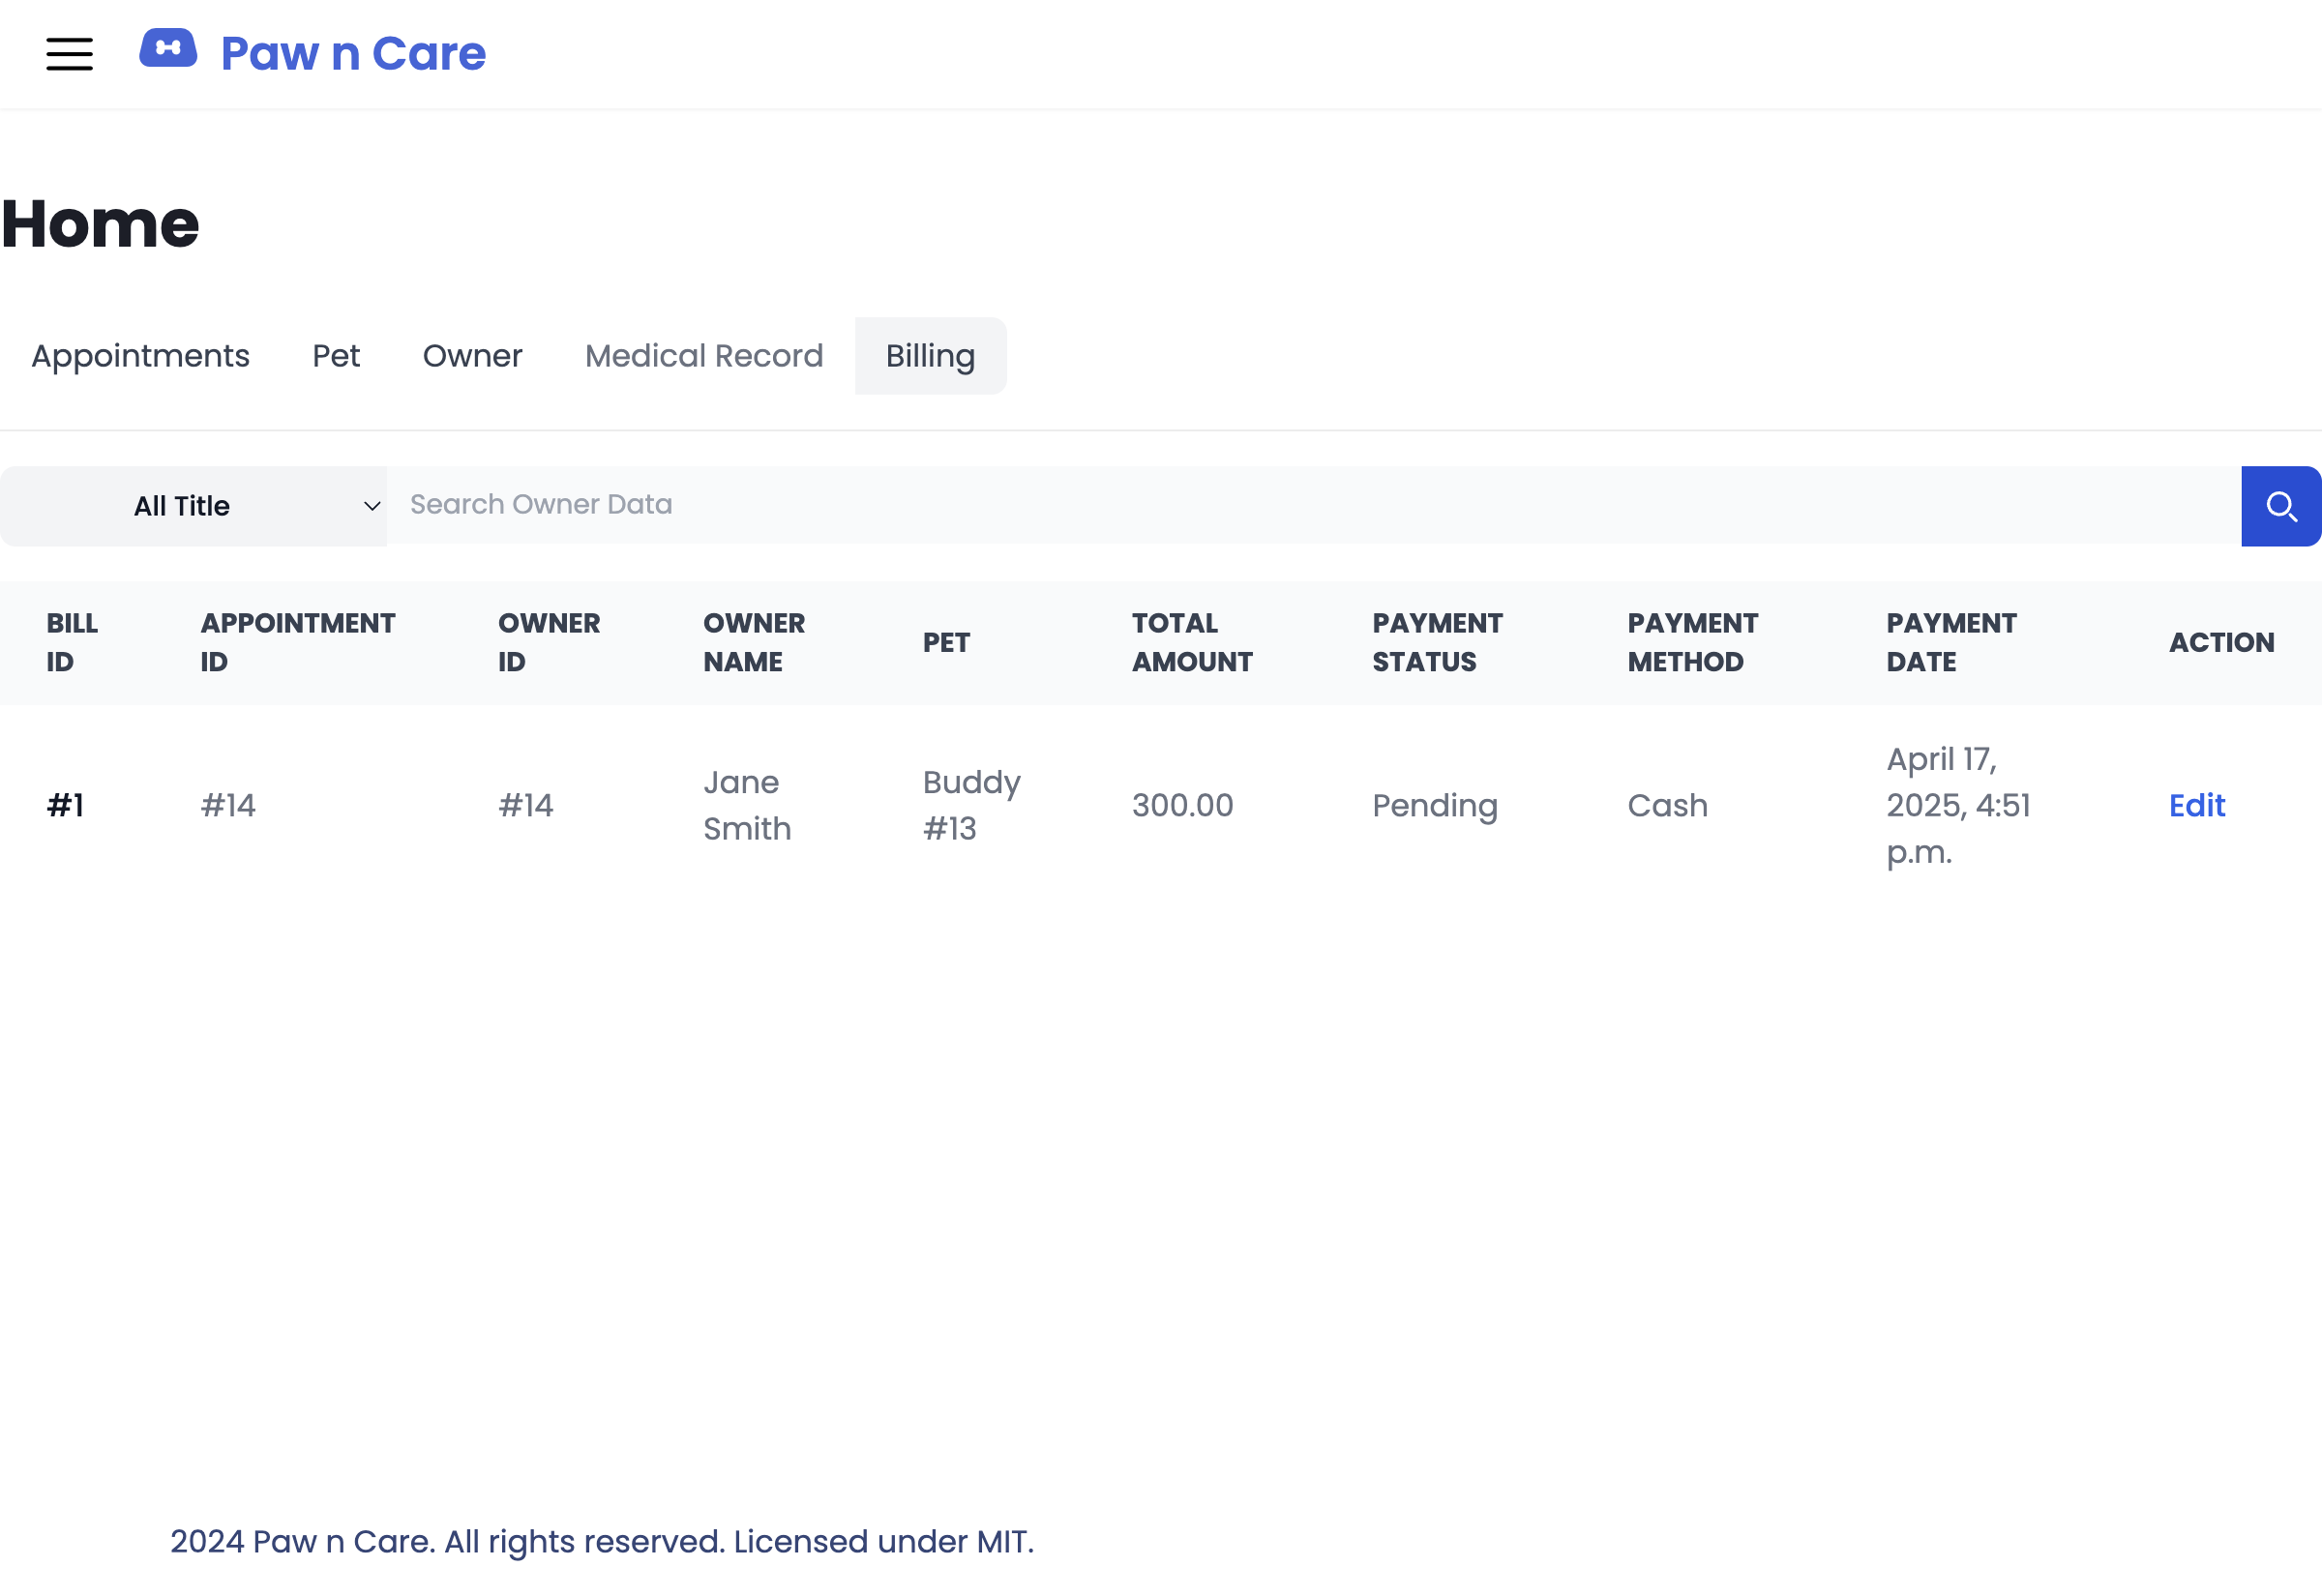 Paw n Care
Home
Appointments Pet Owner Medical Record Billing
All Title Search Owner Data
BILL ID APPOINTMENT ID OWNER ID OWNER NAME PET TOTAL AMOUNT PAYMENT STATUS PAYMENT METHOD PAYMENT DATE ACTION
#1 #14 #14 Jane Smith Buddy #13 300.00 Pending Cash April 17, 2025, 4:51 p.m. Edit
2024 Paw n Care. All rights reserved. Licensed under MIT.